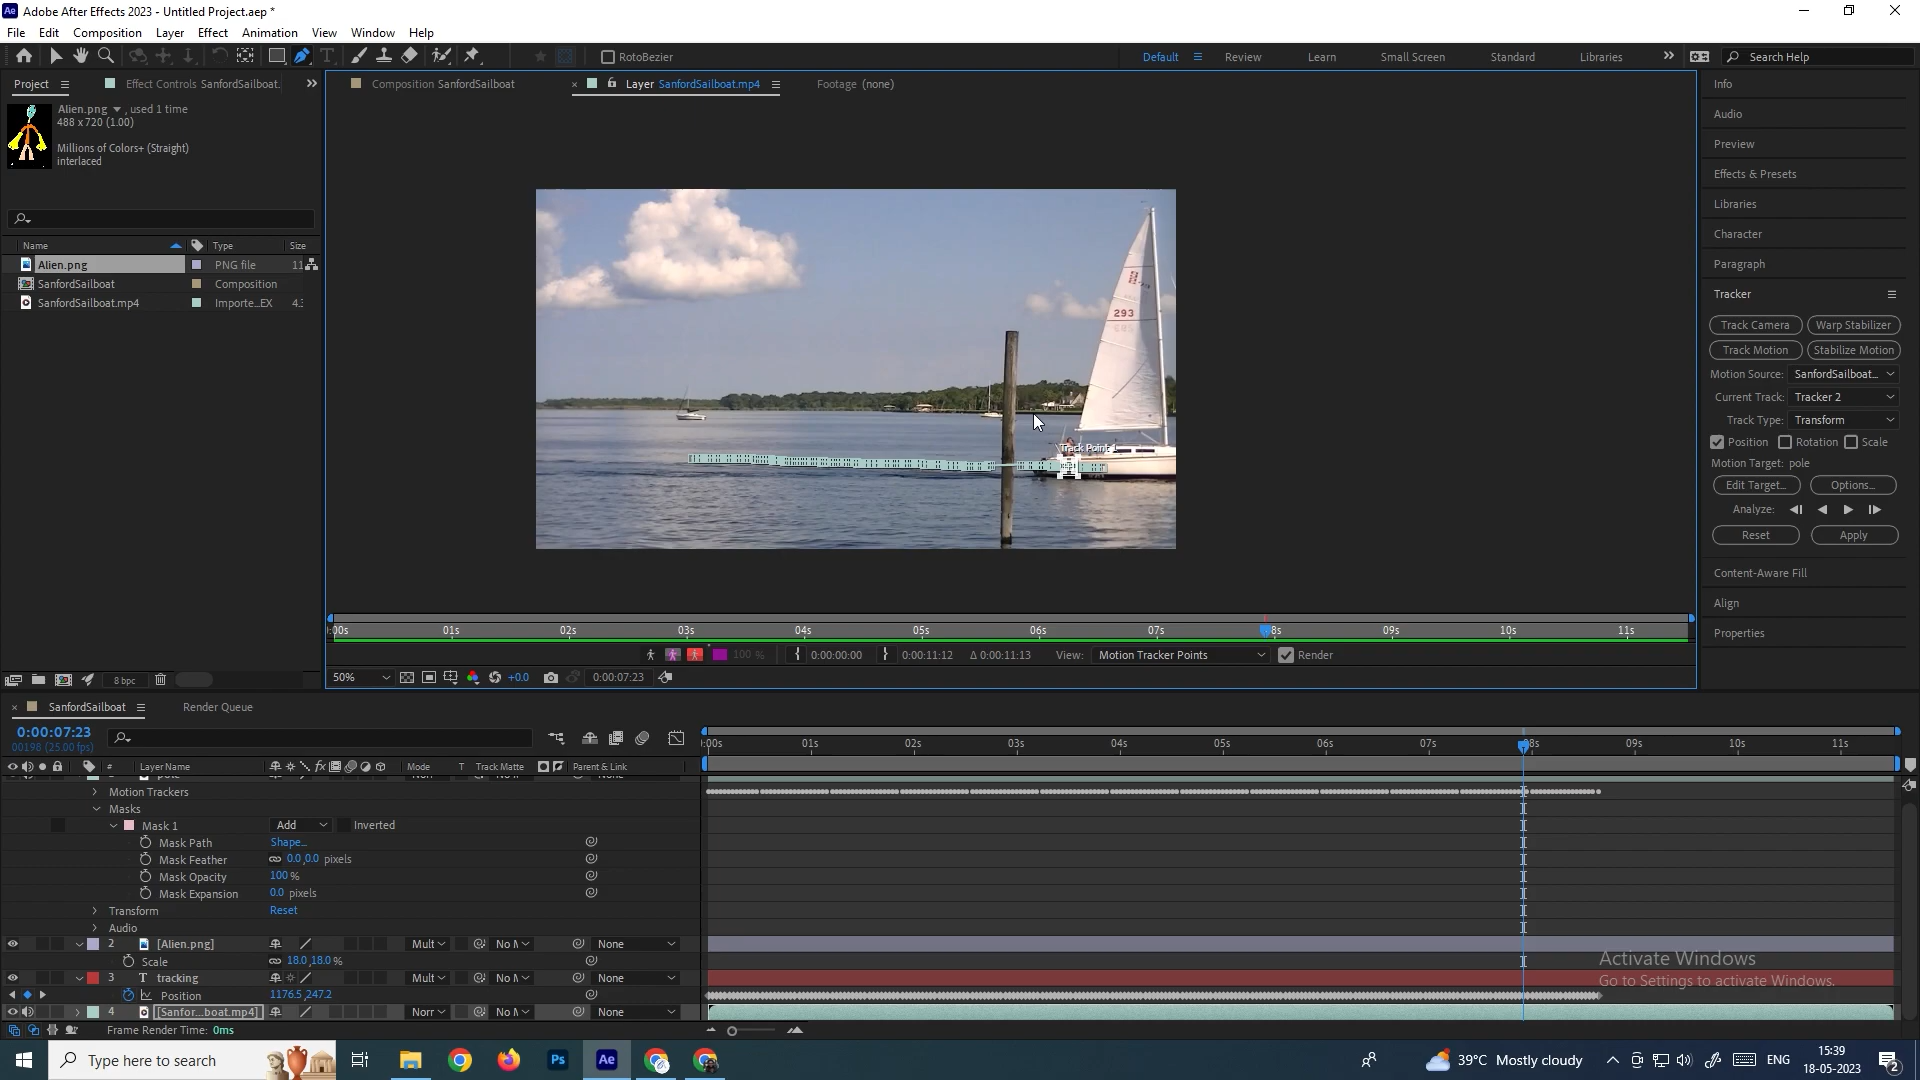 Adobe After Effects 2023 - Untitled Project.aep *
File Edit Composition Layer Effect Animation View Window Help
RotoBezier
Default Review Learn Small Screen Standard Libraries Search Help
Project Effect Controls SanfordSailboat.
Composition SanfordSailboat
Layer SanfordSailboat.mp4
Footage (none)
Alien.png , used 1 time
488 x 720 (1.00)
Millions of Colors+ (Straight)
interlaced
Name Type Size
Alien.png PNG file 11
SanfordSailboat Composition
SanfordSailboat.mp4 Importe...EX 4.
8 bpc
293
Track Point 1
:00s 01s 02s 03s 04s 05s 06s 07s 8s 09s 10s 11s
100 % 0:00:00:00 0:00:11:12 Δ 0:00:11:13 View: Motion Tracker Points Render
50% +0.0 0:00:07:23
Info
Audio
Preview
Effects & Presets
Libraries
Character
Paragraph
Tracker
Track Camera Warp Stabilizer
Track Motion Stabilize Motion
Motion Source: SanfordSailboat...
Current Track: Tracker 2
Track Type: Transform
Position Rotation Scale
Motion Target: pole
Edit Target... Options...
Analyze:
Reset Apply
Content-Aware Fill
Align
Properties
SanfordSailboat Render Queue
0:00:07:23
00198 (25.00 fps)
:00s 01s 02s 03s 04s 05s 06s 07s 08s 09s 10s 11s
# Layer Name Mode T Track Matte Parent & Link
Motion Trackers
Masks
Mask 1 Add Inverted
Mask Path Shape...
Mask Feather 0.0,0.0 pixels
Mask Opacity 100 %
Mask Expansion 0.0 pixels
Transform Reset
Audio
2 [Alien.png] Mult No M None
Scale 18.0,18.0 %
3 T tracking Mult No M None
Position 1176.5,247.2
4 [Sanfor...boat.mp4] Norr No M None
Activate Windows
Go to Settings to activate Windows.
Frame Render Time: 0ms
Type here to search
Ps
Ae
39°C Mostly cloudy
ENG
15:39
18-05-2023
2